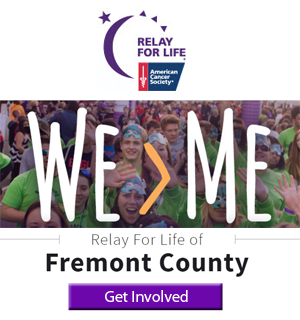 RELAY
FOR LIFE®
American
Cancer
Society®
WE>ME
Relay For Life of
Fremont County
Get Involved